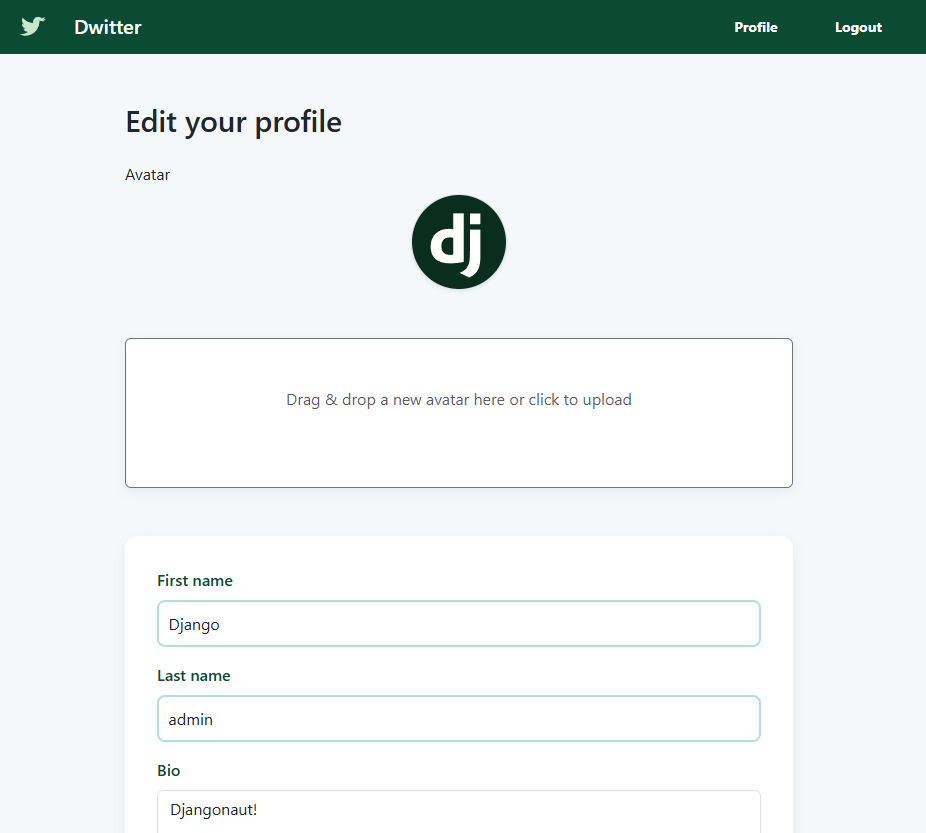 Dwitter
Profile
Logout
Edit your profile
Avatar
dj
Drag & drop a new avatar here or click to upload
First name
Django
Last name
admin
Bio
Djangonaut!